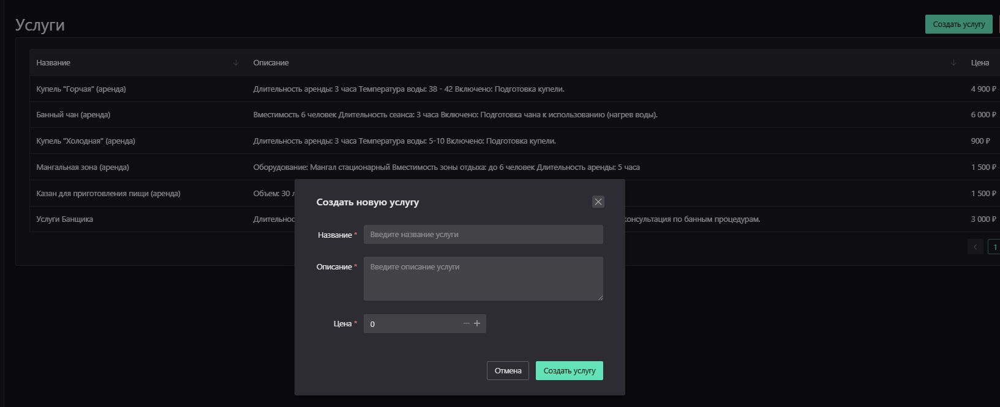 Услуги
Создать услугу
Название Описание Цена
Купель "Горчая" (аренда) Длительность аренды: 3 часа Температура воды: 38 - 42 Включено: Подготовка купели. 4 900 ₽
Банный чан (аренда) Вместимость 6 человек Длительность сеанса: 3 часа Включено: Подготовка чана к использованию (нагрев воды). 6 000 ₽
Купель "Холодная" (аренда) Длительность аренды: 3 часа Температура воды: 5-10 Включено: Подготовка купели. 900 ₽
Мангальная зона (аренда) Оборудование: Мангал стационарный Вместимость зоны отдыха: до 6 человек Длительность аренды: 5 часа 1 500 ₽
Казан для приготовления пищи (аренда) Объем: 30 1 500 ₽
Услуги Банщика по банным процедурам. 3 000 ₽
1
Создать новую услугу
Название * Введите название услуги
Описание * Введите описание услуги
Цена * 0
Отмена Создать услугу